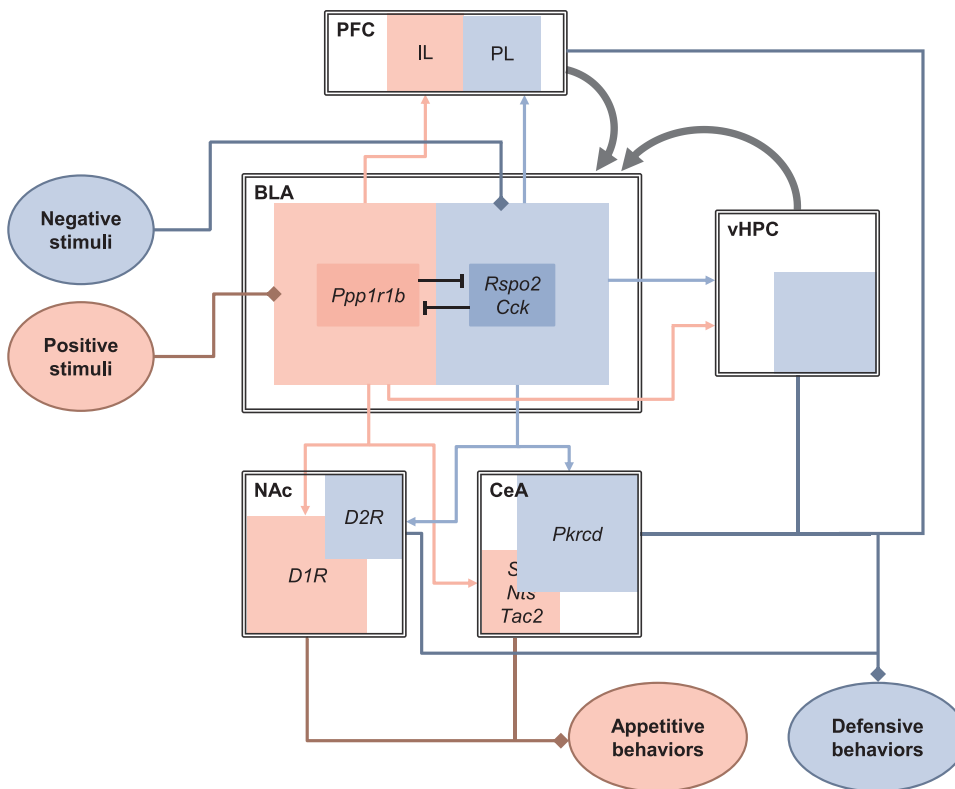 PFC
IL
PL
Negative
stimuli
BLA
vHPC
Ppp1r1b
Rspo2
Cck
Positive
stimuli
NAc
D2R
D1R
CeA
Pkrcd
Nts
Tac2
Appetitive
behaviors
Defensive
behaviors